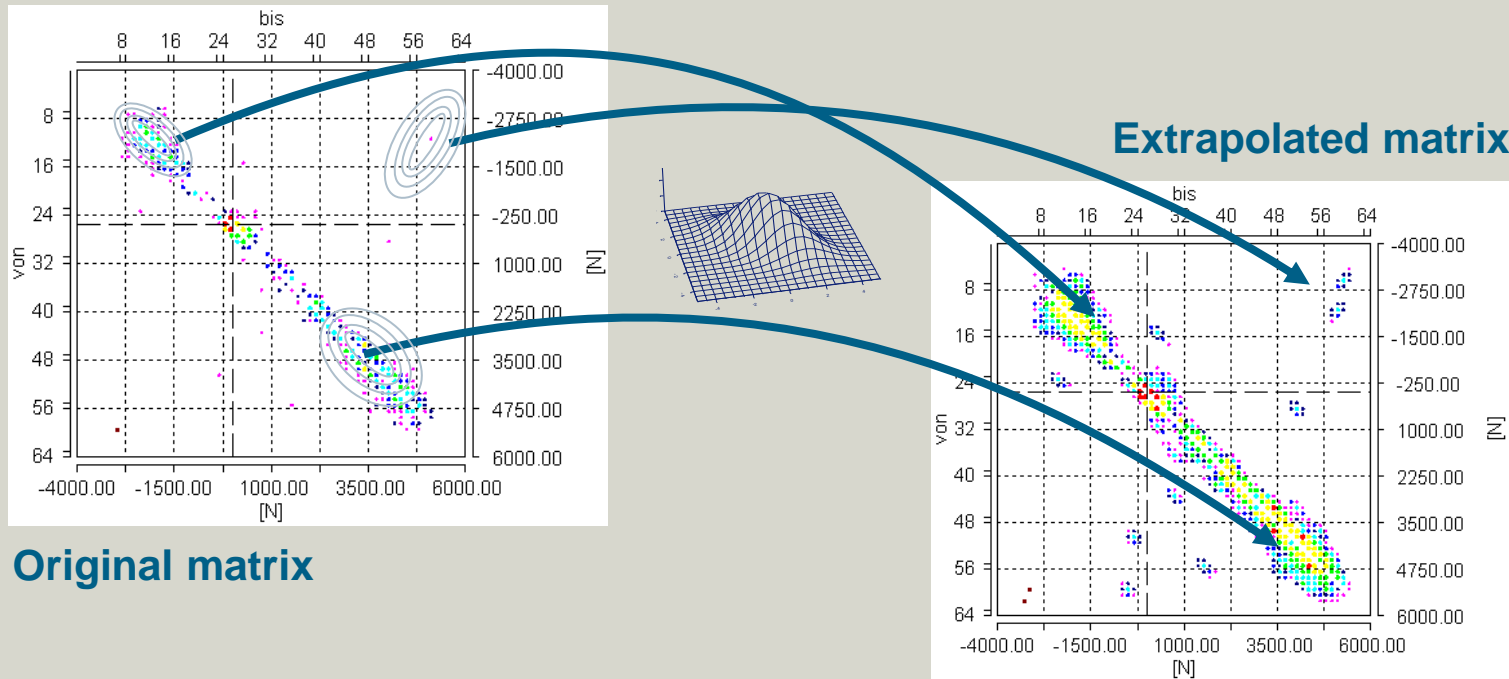 bis
8 16 24 32 40 48 56 64
-4000.00
8 -2750.00
16 -1500.00
24 -250.00
von
32 1000.00 [N]
40 2250.00
48 3500.00
56 4750.00
64 6000.00
-4000.00 -1500.00 1000.00 3500.00 6000.00
[N]
Original matrix
Extrapolated matrix
bis
8 16 24 32 40 48 56 64
-4000.00
8 -2750.00
16 -1500.00
24 -250.00
von
32 1000.00 [N]
40 2250.00
48 3500.00
56 4750.00
64 6000.00
-4000.00 -1500.00 1000.00 3500.00 6000.00
[N]